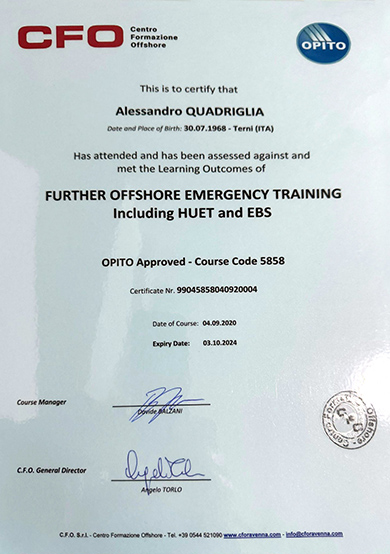 CFO
Centro
Formazione
Offshore
OPITO
This is to certify that
Alessandro QUADRIGLIA
Date and Place of Birth: 30.07.1968 - Terni (ITA)
Has attended and has been assessed against and
met the Learning Outcomes of
FURTHER OFFSHORE EMERGENCY TRAINING
Including HUET and EBS
OPITO Approved - Course Code 5858
Certificate Nr. 99045858040920004
Date of Course: 04.09.2020
Expiry Date: 03.10.2024
Course Manager
Davide BALZANI
Centro Formaz
Offshore
CFO
C.F.O. General Director
Angelo TORLO
C.F.O. S.r.l. - Centro Formazione Offshore - Tel. +39 0544 521090 www.cforavenna.com - info@cforavenna.com